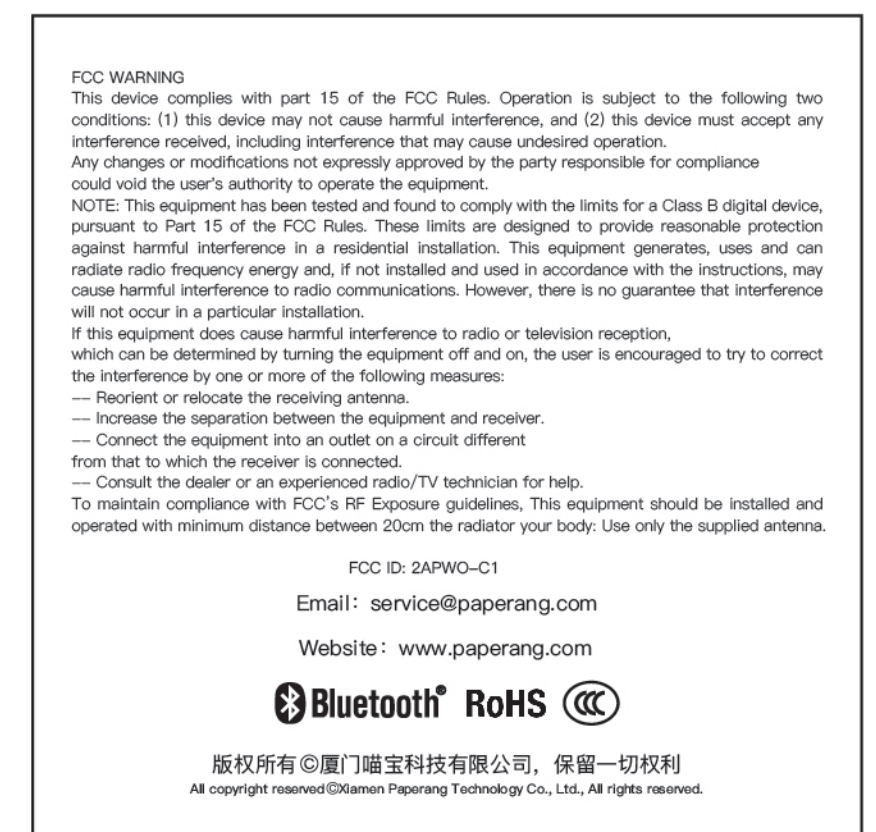 FCC WARNING
This device complies with part 15 of the FCC Rules. Operation is subject to the following two
conditions: (1) this device may not cause harmful interference, and (2) this device must accept any
interference received, including interference that may cause undesired operation.
Any changes or modifications not expressly approved by the party responsible for compliance
could void the user's authority to operate the equipment.
NOTE: This equipment has been tested and found to comply with the limits for a Class B digital device,
pursuant to Part 15 of the FCC Rules. These limits are designed to provide reasonable protection
against harmful interference in a residential installation. This equipment generates, uses and can
radiate radio frequency energy and, if not installed and used in accordance with the instructions, may
cause harmful interference to radio communications. However, there is no guarantee that interference
will not occur in a particular installation.
If this equipment does cause harmful interference to radio or television reception,
which can be determined by turning the equipment off and on, the user is encouraged to try to correct
the interference by one or more of the following measures:
-- Reorient or relocate the receiving antenna.
-- Increase the separation between the equipment and receiver.
-- Connect the equipment into an outlet on a circuit different
from that to which the receiver is connected.
-- Consult the dealer or an experienced radio/TV technician for help.
To maintain compliance with FCC's RF Exposure guidelines, This equipment should be installed and
operated with minimum distance between 20cm the radiator your body: Use only the supplied antenna.
FCC ID: 2APWO-C1
Email：service@paperang.com
Website：www.paperang.com
Bluetooth® RoHS CCC
版权所有©厦门喵宝科技有限公司，保留一切权利
All copyright reserved©Xiamen Paperang Technology Co., Ltd., All rights reserved.